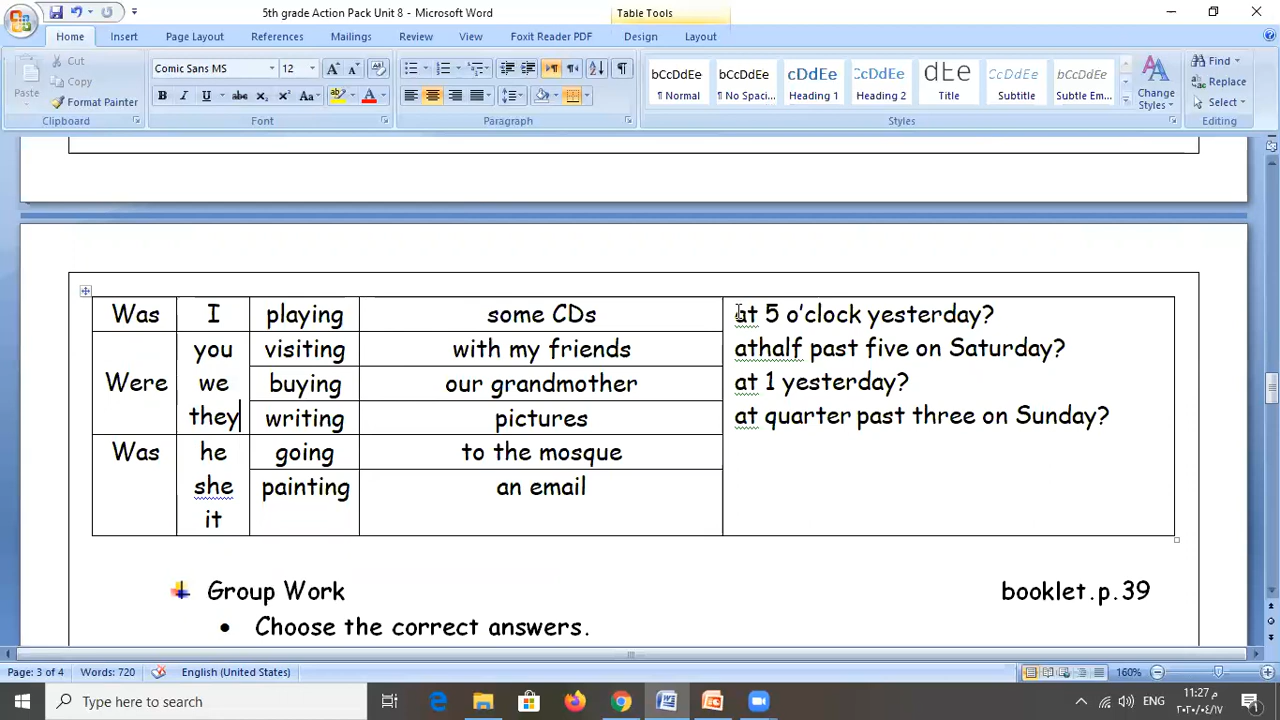 5th grade Action Pack Unit 8 - Microsoft Word
Table Tools
Home Insert Page Layout References Mailings Review View Foxit Reader PDF Design Layout
Paste
Cut
Copy
Format Painter
Clipboard
Comic Sans MS 12
Font
Paragraph
AaBbCcDdEe
¶ Normal
¶ No Spaci...
Heading 1
Heading 2
Title
Subtitle
Subtle Em...
Change Styles
Styles
Find
Replace
Select
Editing
Was I playing some CDs at 5 o’clock yesterday?
you visiting with my friends athalf past five on Saturday?
Were we buying our grandmother at 1 yesterday?
they writing pictures at quarter past three on Sunday?
Was he going to the mosque
she painting an email
it
Group Work booklet.p.39
• Choose the correct answers.
Page: 3 of 4 Words: 720 English (United States) 160%
Type here to search
ENG
11:27 م
٢٠٢٠/٠٤/١٧